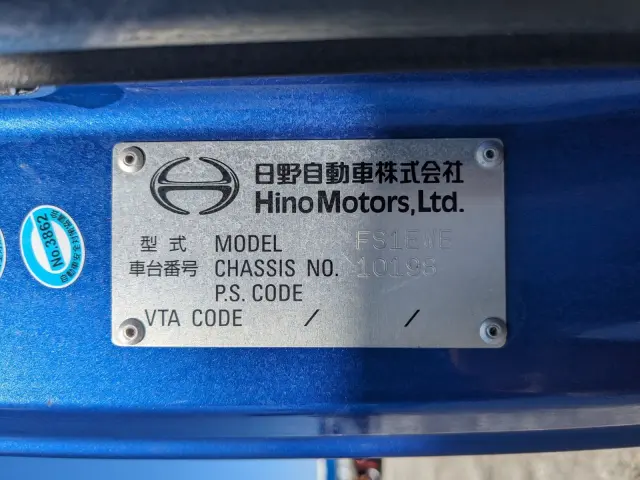 日野自動車株式会社
Hino Motors, Ltd.
型式 MODEL FS1EWE
車台番号 CHASSIS NO. 10198
P.S. CODE
VTA CODE / /
No.3862